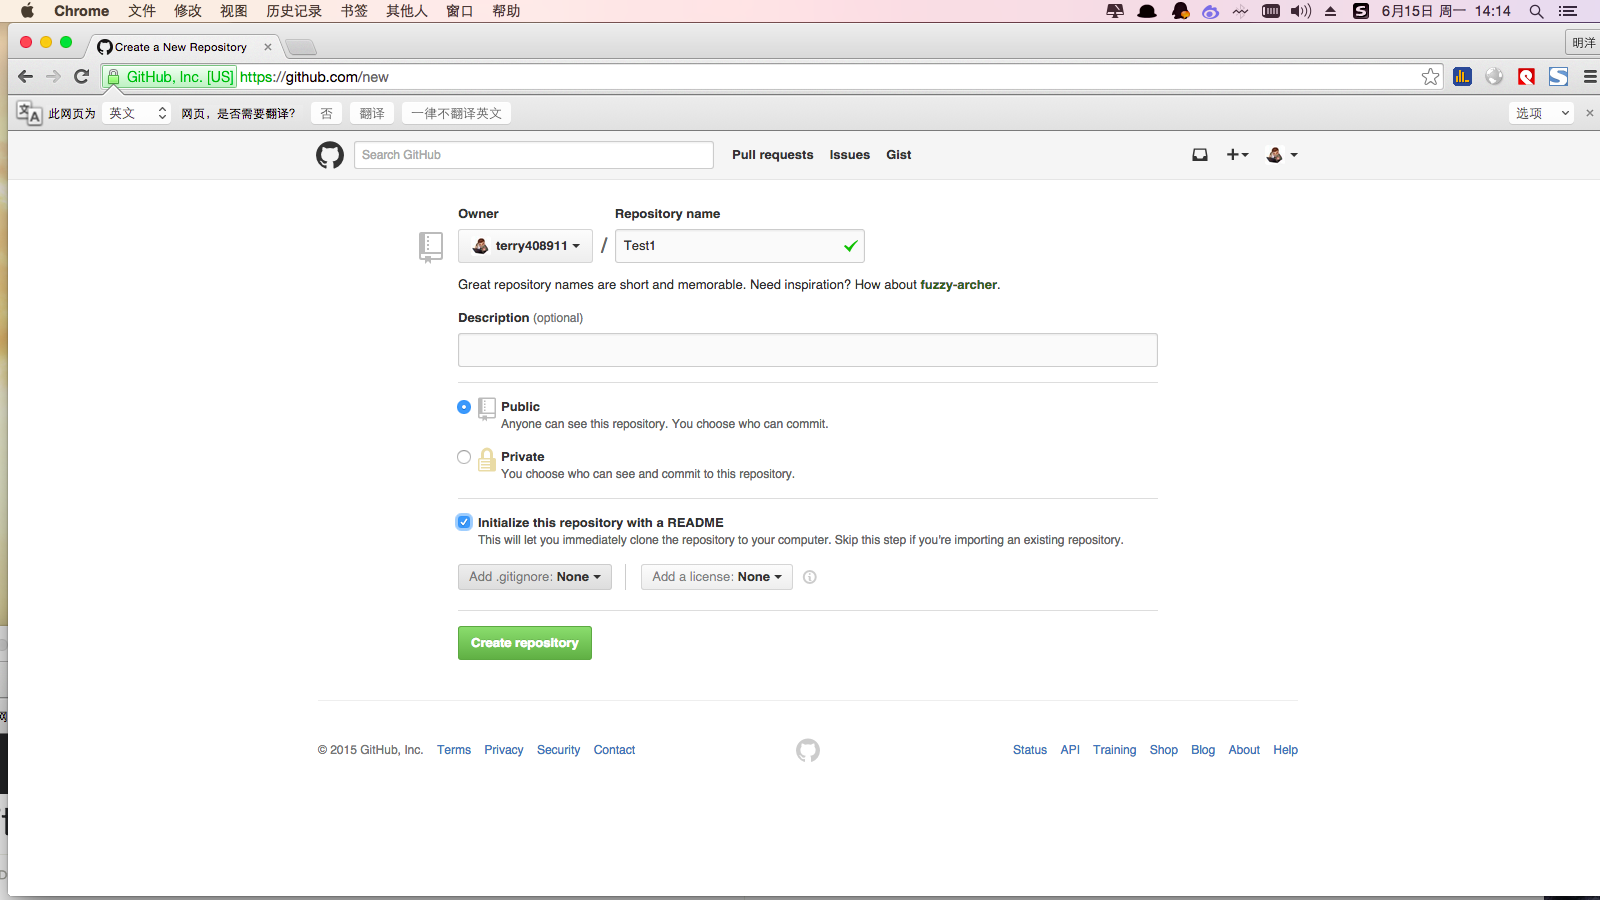 Chrome 文件 修改 视图 历史记录 书签 其他人 窗口 帮助 6月15日 周一 14:14
Create a New Repository
明洋
GitHub, Inc. [US] https://github.com/new
此网页为 英文 网页，是否需要翻译？ 否 翻译 一律不翻译英文 选项
Search GitHub Pull requests Issues Gist
Owner Repository name
terry408911 / Test1
Great repository names are short and memorable. Need inspiration? How about fuzzy-archer.
Description (optional)
Public
Anyone can see this repository. You choose who can commit.
Private
You choose who can see and commit to this repository.
Initialize this repository with a README
This will let you immediately clone the repository to your computer. Skip this step if you're importing an existing repository.
Add .gitignore: None Add a license: None
Create repository
© 2015 GitHub, Inc. Terms Privacy Security Contact Status API Training Shop Blog About Help